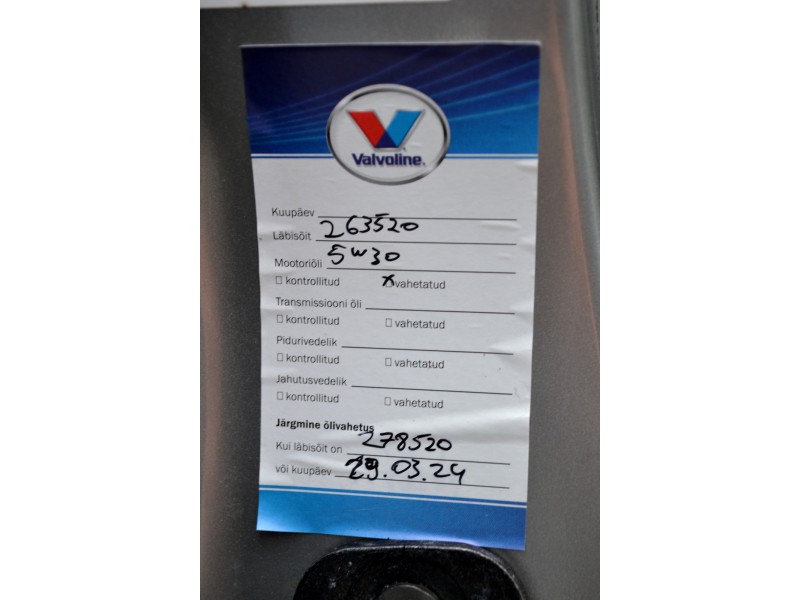 Valvoline
Kuupäev
Läbisõit 263520
Mootoriõli 5W30
kontrollitud vahetatud
Transmissiooni õli
kontrollitud vahetatud
Pidurivedelik
kontrollitud vahetatud
Jahutusvedelik
kontrollitud vahetatud
Järgmine õlivahetus
Kui läbisõit on 278520
või kuupäev 29.03.24